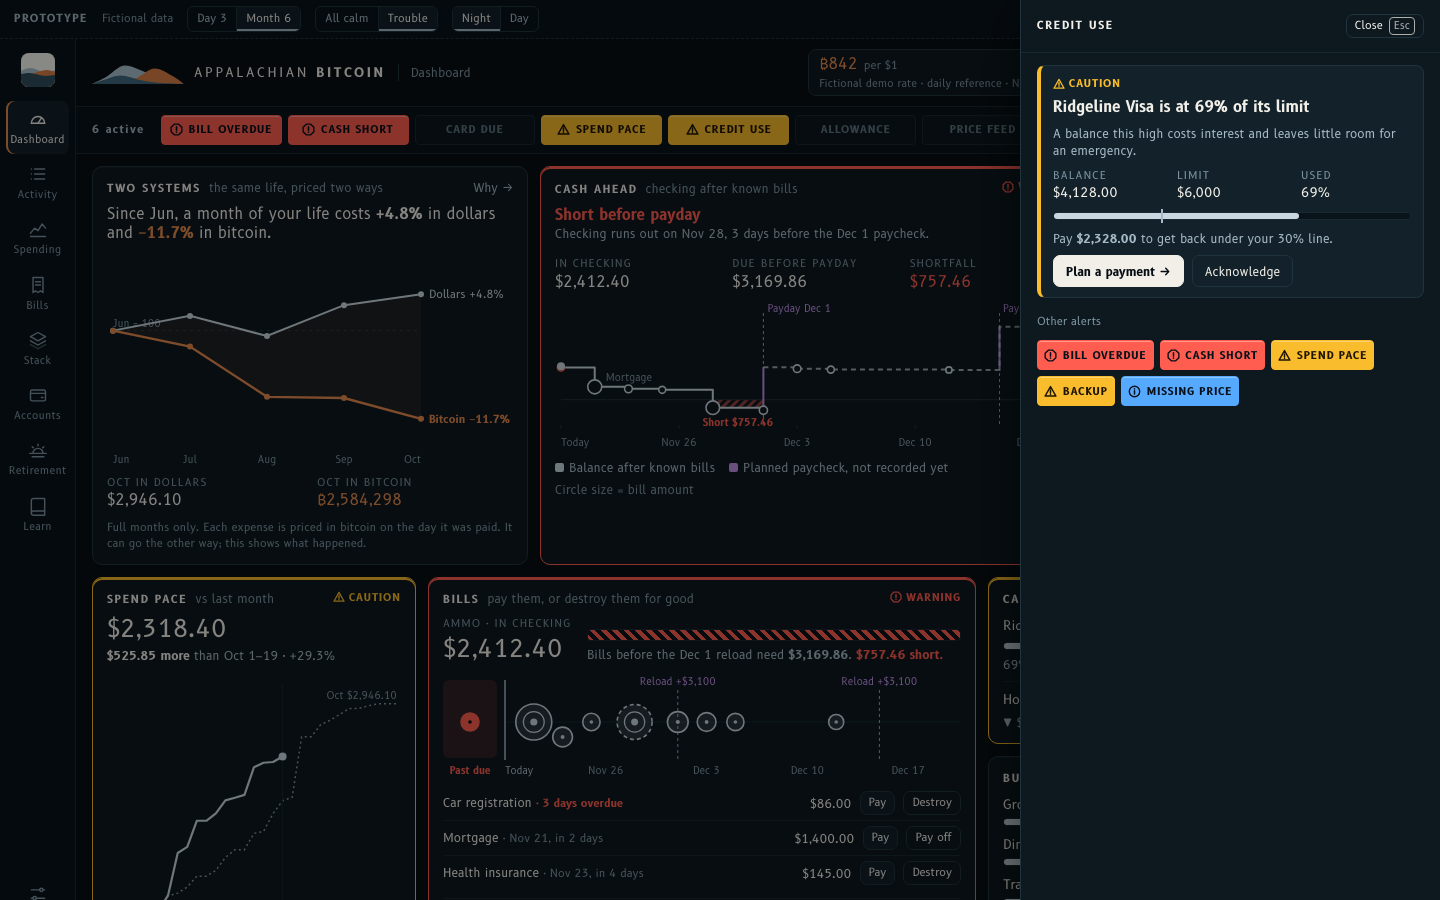 PROTOTYPE Fictional data Day 3 Month 6 All calm Trouble Night Day
APPALACHIAN BITCOIN Dashboard
₿842 per $1
Fictional demo rate · daily reference · N
6 active BILL OVERDUE CASH SHORT CARD DUE SPEND PACE CREDIT USE ALLOWANCE PRICE FEED
Dashboard
Activity
Spending
Bills
Stack
Accounts
Retirement
Learn
TWO SYSTEMS the same life, priced two ways Why →
Since Jun, a month of your life costs +4.8% in dollars
and −11.7% in bitcoin.
Jun = 100
Dollars +4.8%
Bitcoin −11.7%
Jun Jul Aug Sep Oct
OCT IN DOLLARS OCT IN BITCOIN
$2,946.10 ₿2,584,298
Full months only. Each expense is priced in bitcoin on the day it was paid. It
can go the other way; this shows what happened.
CASH AHEAD checking after known bills
Short before payday
Checking runs out on Nov 28, 3 days before the Dec 1 paycheck.
IN CHECKING DUE BEFORE PAYDAY SHORTFALL
$2,412.40 $3,169.86 $757.46
Payday Dec 1 Pay
Mortgage
Short $757.46
Today Nov 26 Dec 3 Dec 10
Balance after known bills Planned paycheck, not recorded yet
Circle size = bill amount
SPEND PACE vs last month CAUTION
$2,318.40
$525.85 more than Oct 1–19 · +29.3%
Oct $2,946.10
BILLS pay them, or destroy them for good WARNING
AMMO · IN CHECKING
$2,412.40
Bills before the Dec 1 reload need $3,169.86. $757.46 short.
Reload +$3,100 Reload +$3,100
Past due Today Nov 26 Dec 3 Dec 10 Dec 17
Car registration · 3 days overdue $86.00 Pay Destroy
Mortgage · Nov 21, in 2 days $1,400.00 Pay Pay off
Health insurance · Nov 23, in 4 days $145.00 Pay Destroy
CREDIT USE Close Esc
CAUTION
Ridgeline Visa is at 69% of its limit
A balance this high costs interest and leaves little room for
an emergency.
BALANCE LIMIT USED
$4,128.00 $6,000 69%
Pay $2,328.00 to get back under your 30% line.
Plan a payment → Acknowledge
Other alerts
BILL OVERDUE CASH SHORT SPEND PACE
BACKUP MISSING PRICE